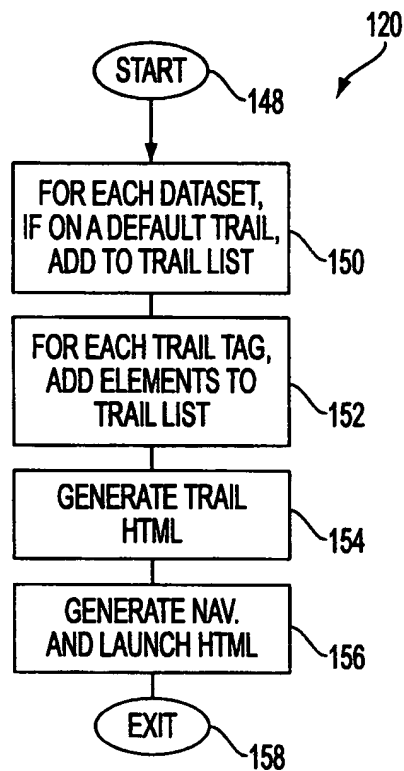 120
START
148
FOR EACH DATASET,
IF ON A DEFAULT TRAIL,
ADD TO TRAIL LIST
150
FOR EACH TRAIL TAG,
ADD ELEMENTS TO
TRAIL LIST
152
GENERATE TRAIL
HTML
154
GENERATE NAV.
AND LAUNCH HTML
156
EXIT
158